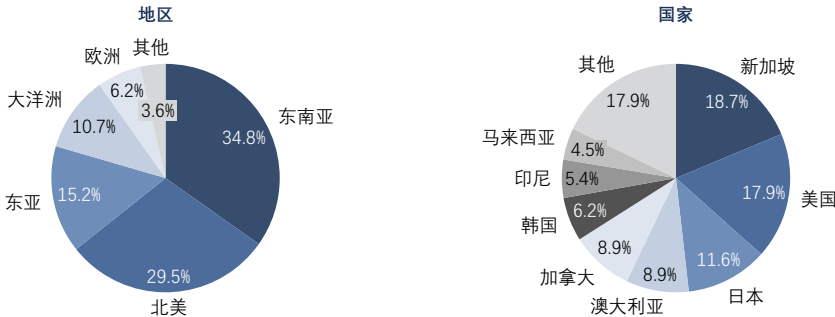 地区
东南亚
34.8%
北美
29.5%
东亚
15.2%
大洋洲
10.7%
欧洲
6.2%
其他
3.6%
国家
新加坡
18.7%
美国
17.9%
日本
11.6%
澳大利亚
8.9%
加拿大
8.9%
韩国
6.2%
印尼
5.4%
马来西亚
4.5%
其他
17.9%